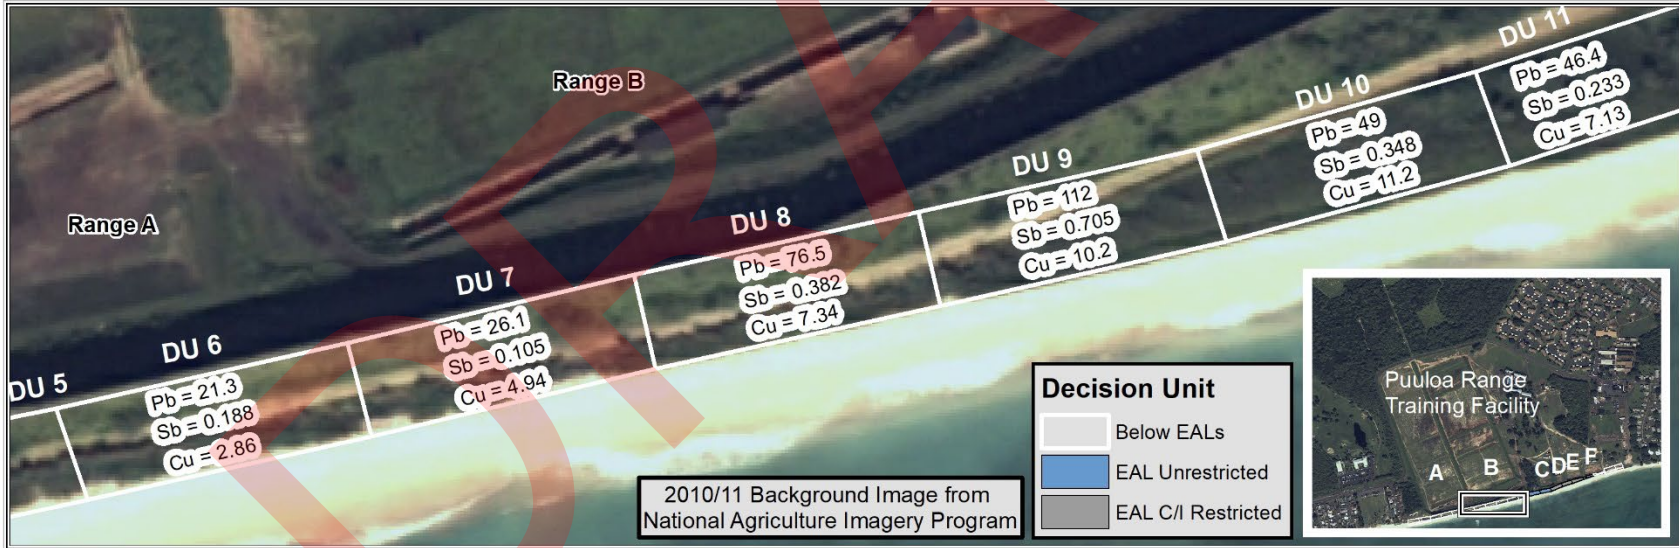 Range A
Range B
DU 5
DU 6
Pb = 21.3
Sb = 0.188
Cu = 2.86
DU 7
Pb = 26.1
Sb = 0.105
Cu = 4.94
DU 8
Pb = 76.5
Sb = 0.382
Cu = 7.34
DU 9
Pb = 112
Sb = 0.705
Cu = 10.2
DU 10
Pb = 49
Sb = 0.348
Cu = 11.2
DU 11
Pb = 46.4
Sb = 0.233
Cu = 7.13
2010/11 Background Image from
National Agriculture Imagery Program
Decision Unit
Below EALs
EAL Unrestricted
EAL C/I Restricted
Puuloa Range
Training Facility
A B C D E F